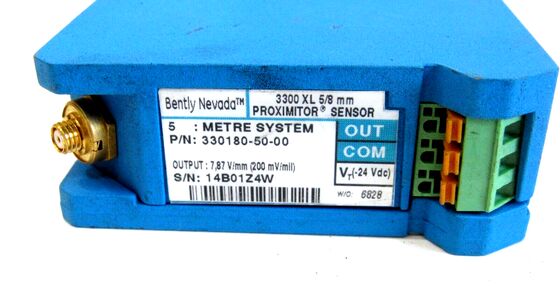 Bently Nevada™
3300 XL 5/8 mm
PROXIMITOR® SENSOR
5 : METRE SYSTEM
P/N: 330180-50-00
OUTPUT : 7,87 V/mm (200 mV/mil)
S/N: 14B01Z4W
OUT
COM
VT(-24 Vdc)
W/O: 6828